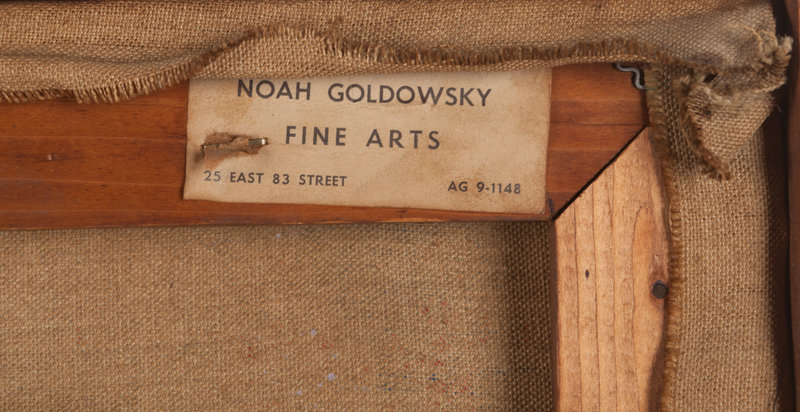 NOAH GOLDOWSKY
FINE ARTS
25 EAST 83 STREET AG 9-1148